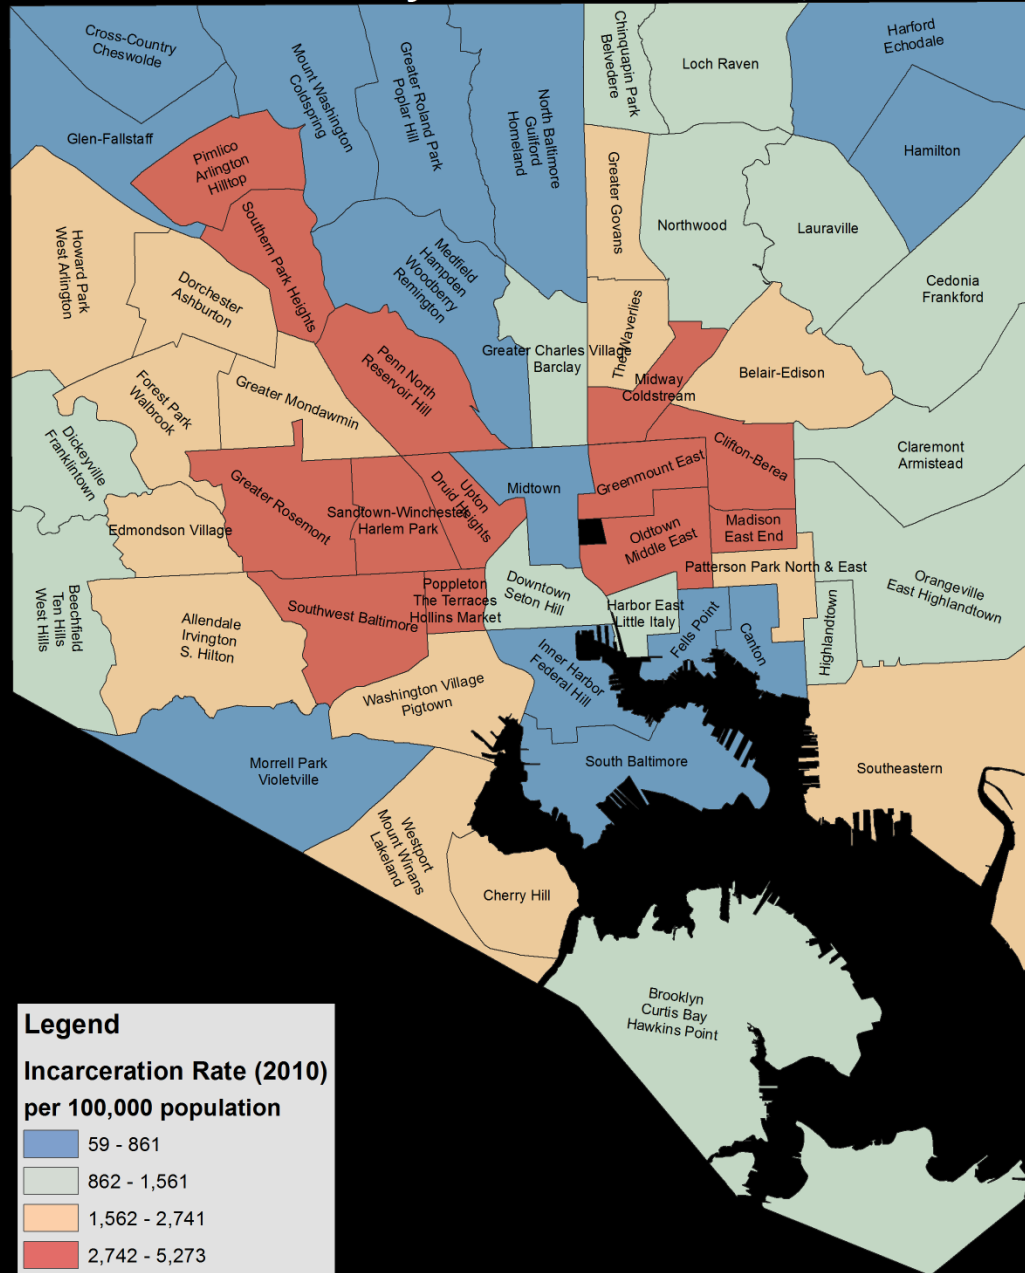 Cross-Country
Cheswolde
Mount Washington
Coldspring
Greater Roland Park
Poplar Hill
North Baltimore
Guilford
Homeland
Chinquapin Park
Belvedere
Loch Raven
Harford
Echodale
Glen-Fallstaff
Pimlico
Arlington
Hilltop
Hamilton
Greater Govans
Northwood
Lauraville
Howard Park
West Arlington
Southern Park Heights
Dorchester
Ashburton
Medfield
Hampden
Woodberry
Remington
Cedonia
Frankford
Greater Charles Village
Barclay
The Waverlies
Midway
Coldstream
Belair-Edison
Penn North
Reservoir Hill
Forest Park
Walbrook
Greater Mondawmin
Dickeyville
Franklintown
Claremont
Armistead
Clifton-Berea
Greenmount East
Midtown
Upton
Druid Heights
Greater Rosemont
Sandtown-Winchester
Harlem Park
Edmondson Village
Oldtown
Middle East
Madison
East End
Patterson Park North & East
Orangeville
East Highlandtown
Beechfield
Ten Hills
West Hills
Allendale
Irvington
S. Hilton
Southwest Baltimore
Poppleton
The Terraces
Hollins Market
Downtown
Seton Hill
Harbor East
Little Italy
Fells Point
Canton
Highlandtown
Inner Harbor
Federal Hill
Washington Village
Pigtown
Morrell Park
Violetville
South Baltimore
Southeastern
Westport
Mount Winans
Lakeland
Cherry Hill
Brooklyn
Curtis Bay
Hawkins Point
Legend
Incarceration Rate (2010)
per 100,000 population
59 - 861
862 - 1,561
1,562 - 2,741
2,742 - 5,273